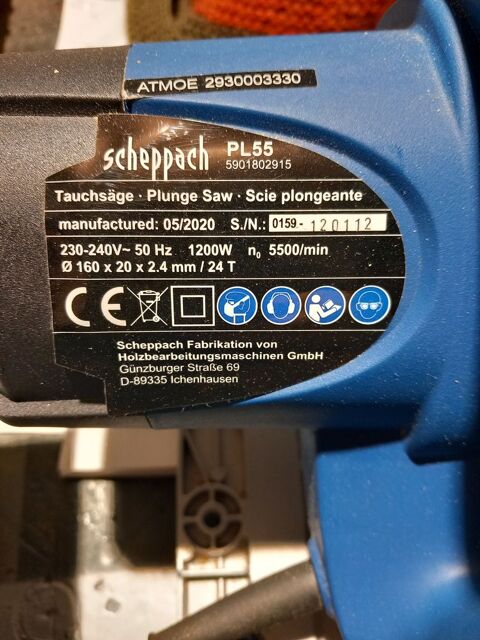 ATMOE 2930003330
scheppach PL55
5901802915
Tauchsäge · Plunge Saw · Scie plongeante
manufactured: 05/2020 S./N.: 0159- 120112
230-240V~ 50 Hz 1200W n₀ 5500/min
Ø 160 x 20 x 2.4 mm / 24 T
CE
Scheppach Fabrikation von
Holzbearbeitungsmaschinen GmbH
Günzburger Straße 69
D-89335 Ichenhausen